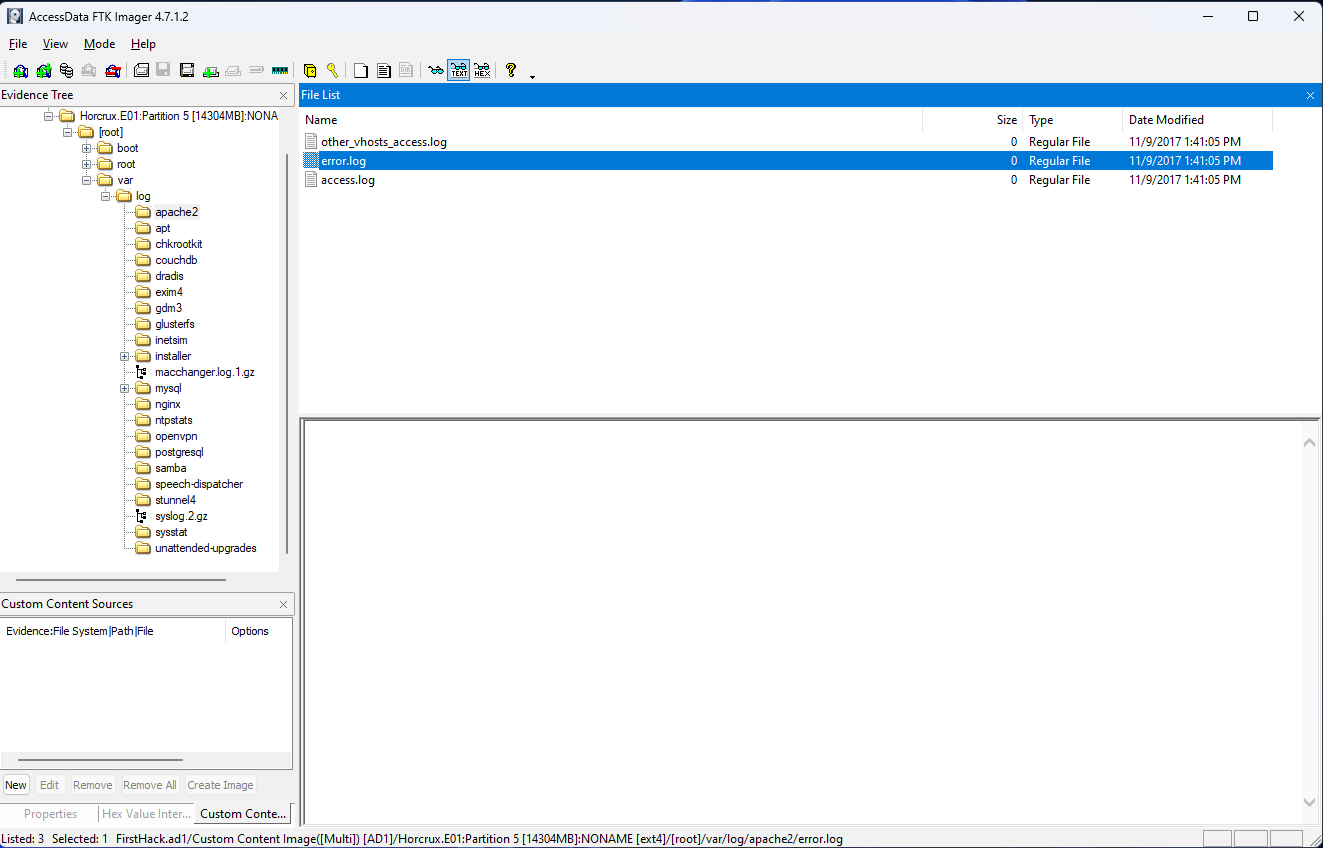 AccessData FTK Imager 4.7.1.2
File View Mode Help
TEXT HEX
Evidence Tree
Horcrux.E01:Partition 5 [14304MB]:NONA
[root]
boot
root
var
log
apache2
apt
chkrootkit
couchdb
dradis
exim4
gdm3
glusterfs
inetsim
installer
macchanger.log.1.gz
mysql
nginx
ntpstats
openvpn
postgresql
samba
speech-dispatcher
stunnel4
syslog.2.gz
sysstat
unattended-upgrades
File List
Name Size Type Date Modified
other_vhosts_access.log 0 Regular File 11/9/2017 1:41:05 PM
error.log 0 Regular File 11/9/2017 1:41:05 PM
access.log 0 Regular File 11/9/2017 1:41:05 PM
Custom Content Sources
Evidence:File System|Path|File Options
New Edit Remove Remove All Create Image
Properties Hex Value Inter... Custom Conte...
Listed: 3 Selected: 1 FirstHack.ad1/Custom Content Image([Multi]) [AD1]/Horcrux.E01:Partition 5 [14304MB]:NONAME [ext4]/[root]/var/log/apache2/error.log